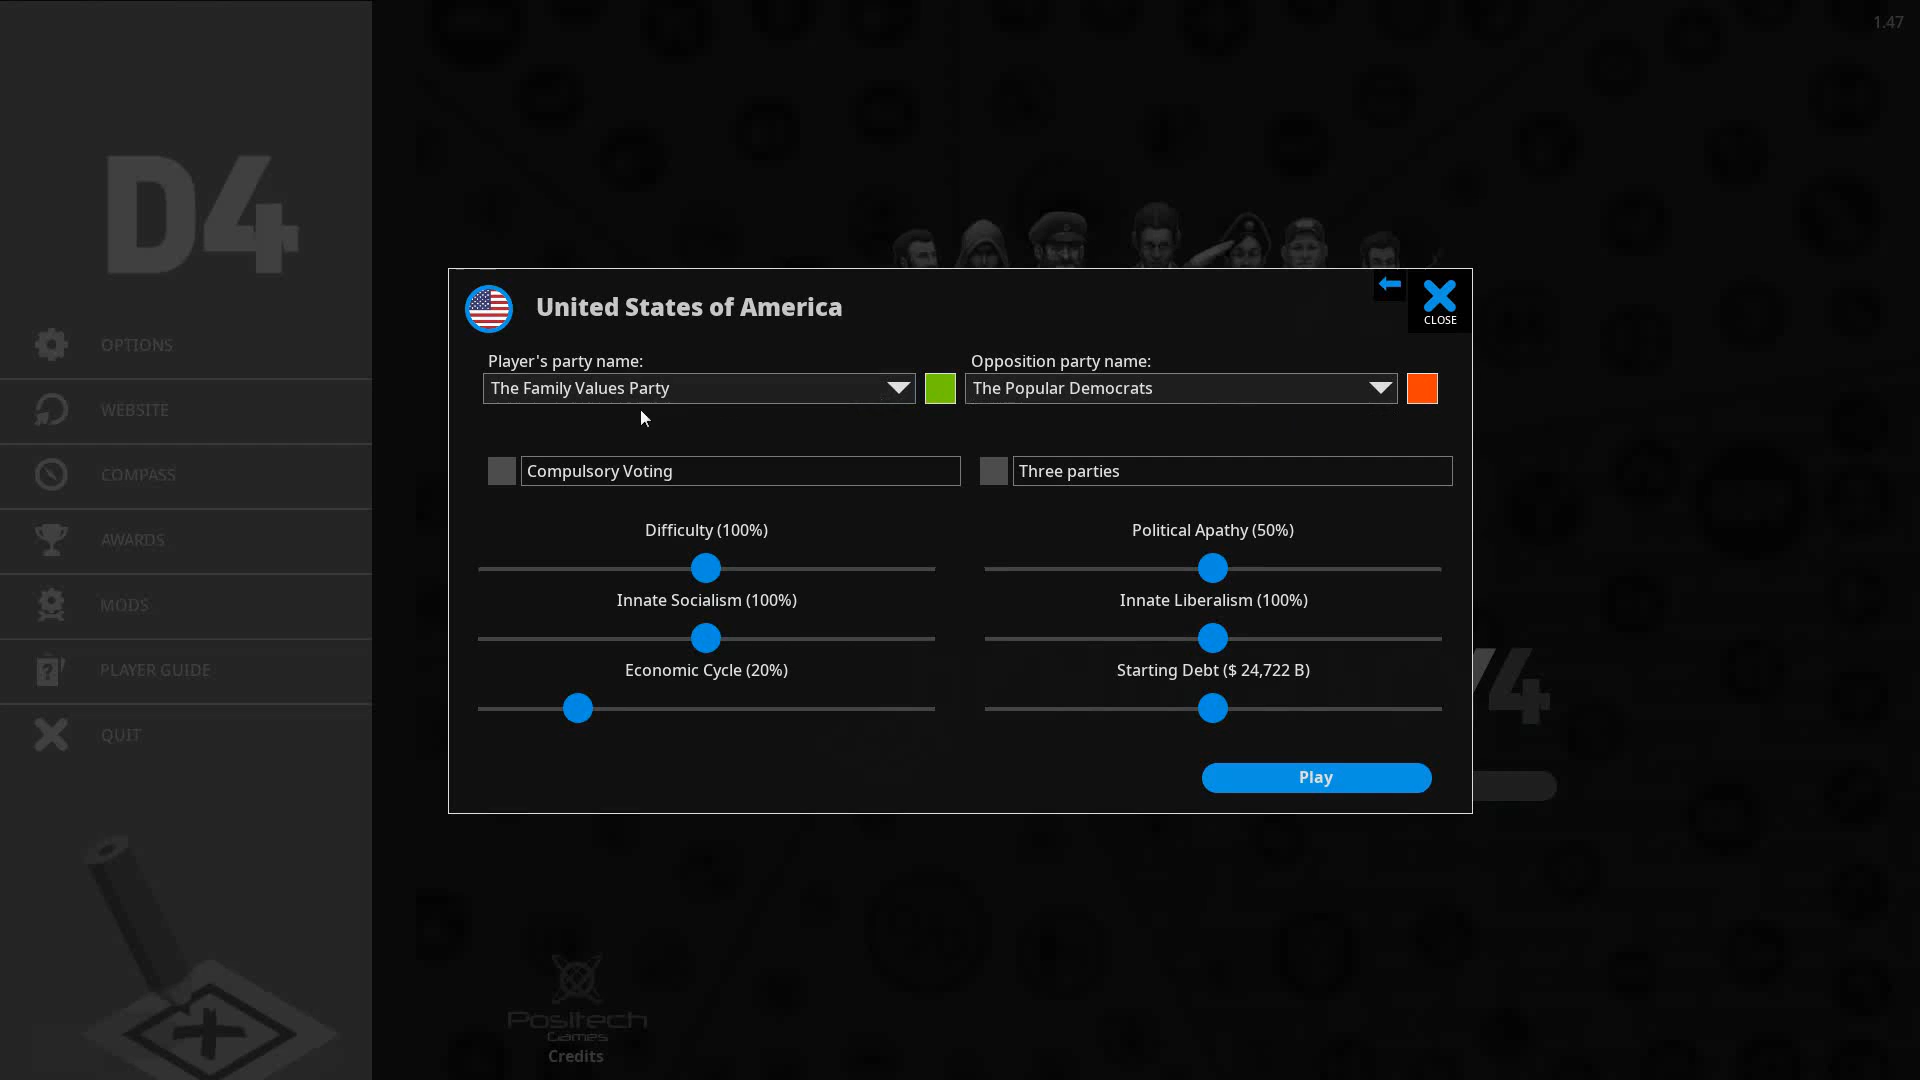 1.47
D4
OPTIONS
WEBSITE
COMPASS
AWARDS
MODS
PLAYER GUIDE
QUIT
United States of America
CLOSE
Player's party name:
Opposition party name:
The Family Values Party
The Popular Democrats
Compulsory Voting
Three parties
Difficulty (100%)
Political Apathy (50%)
Innate Socialism (100%)
Innate Liberalism (100%)
Economic Cycle (20%)
Starting Debt ($ 24,722 B)
Play
4
Positech
Games
Credits